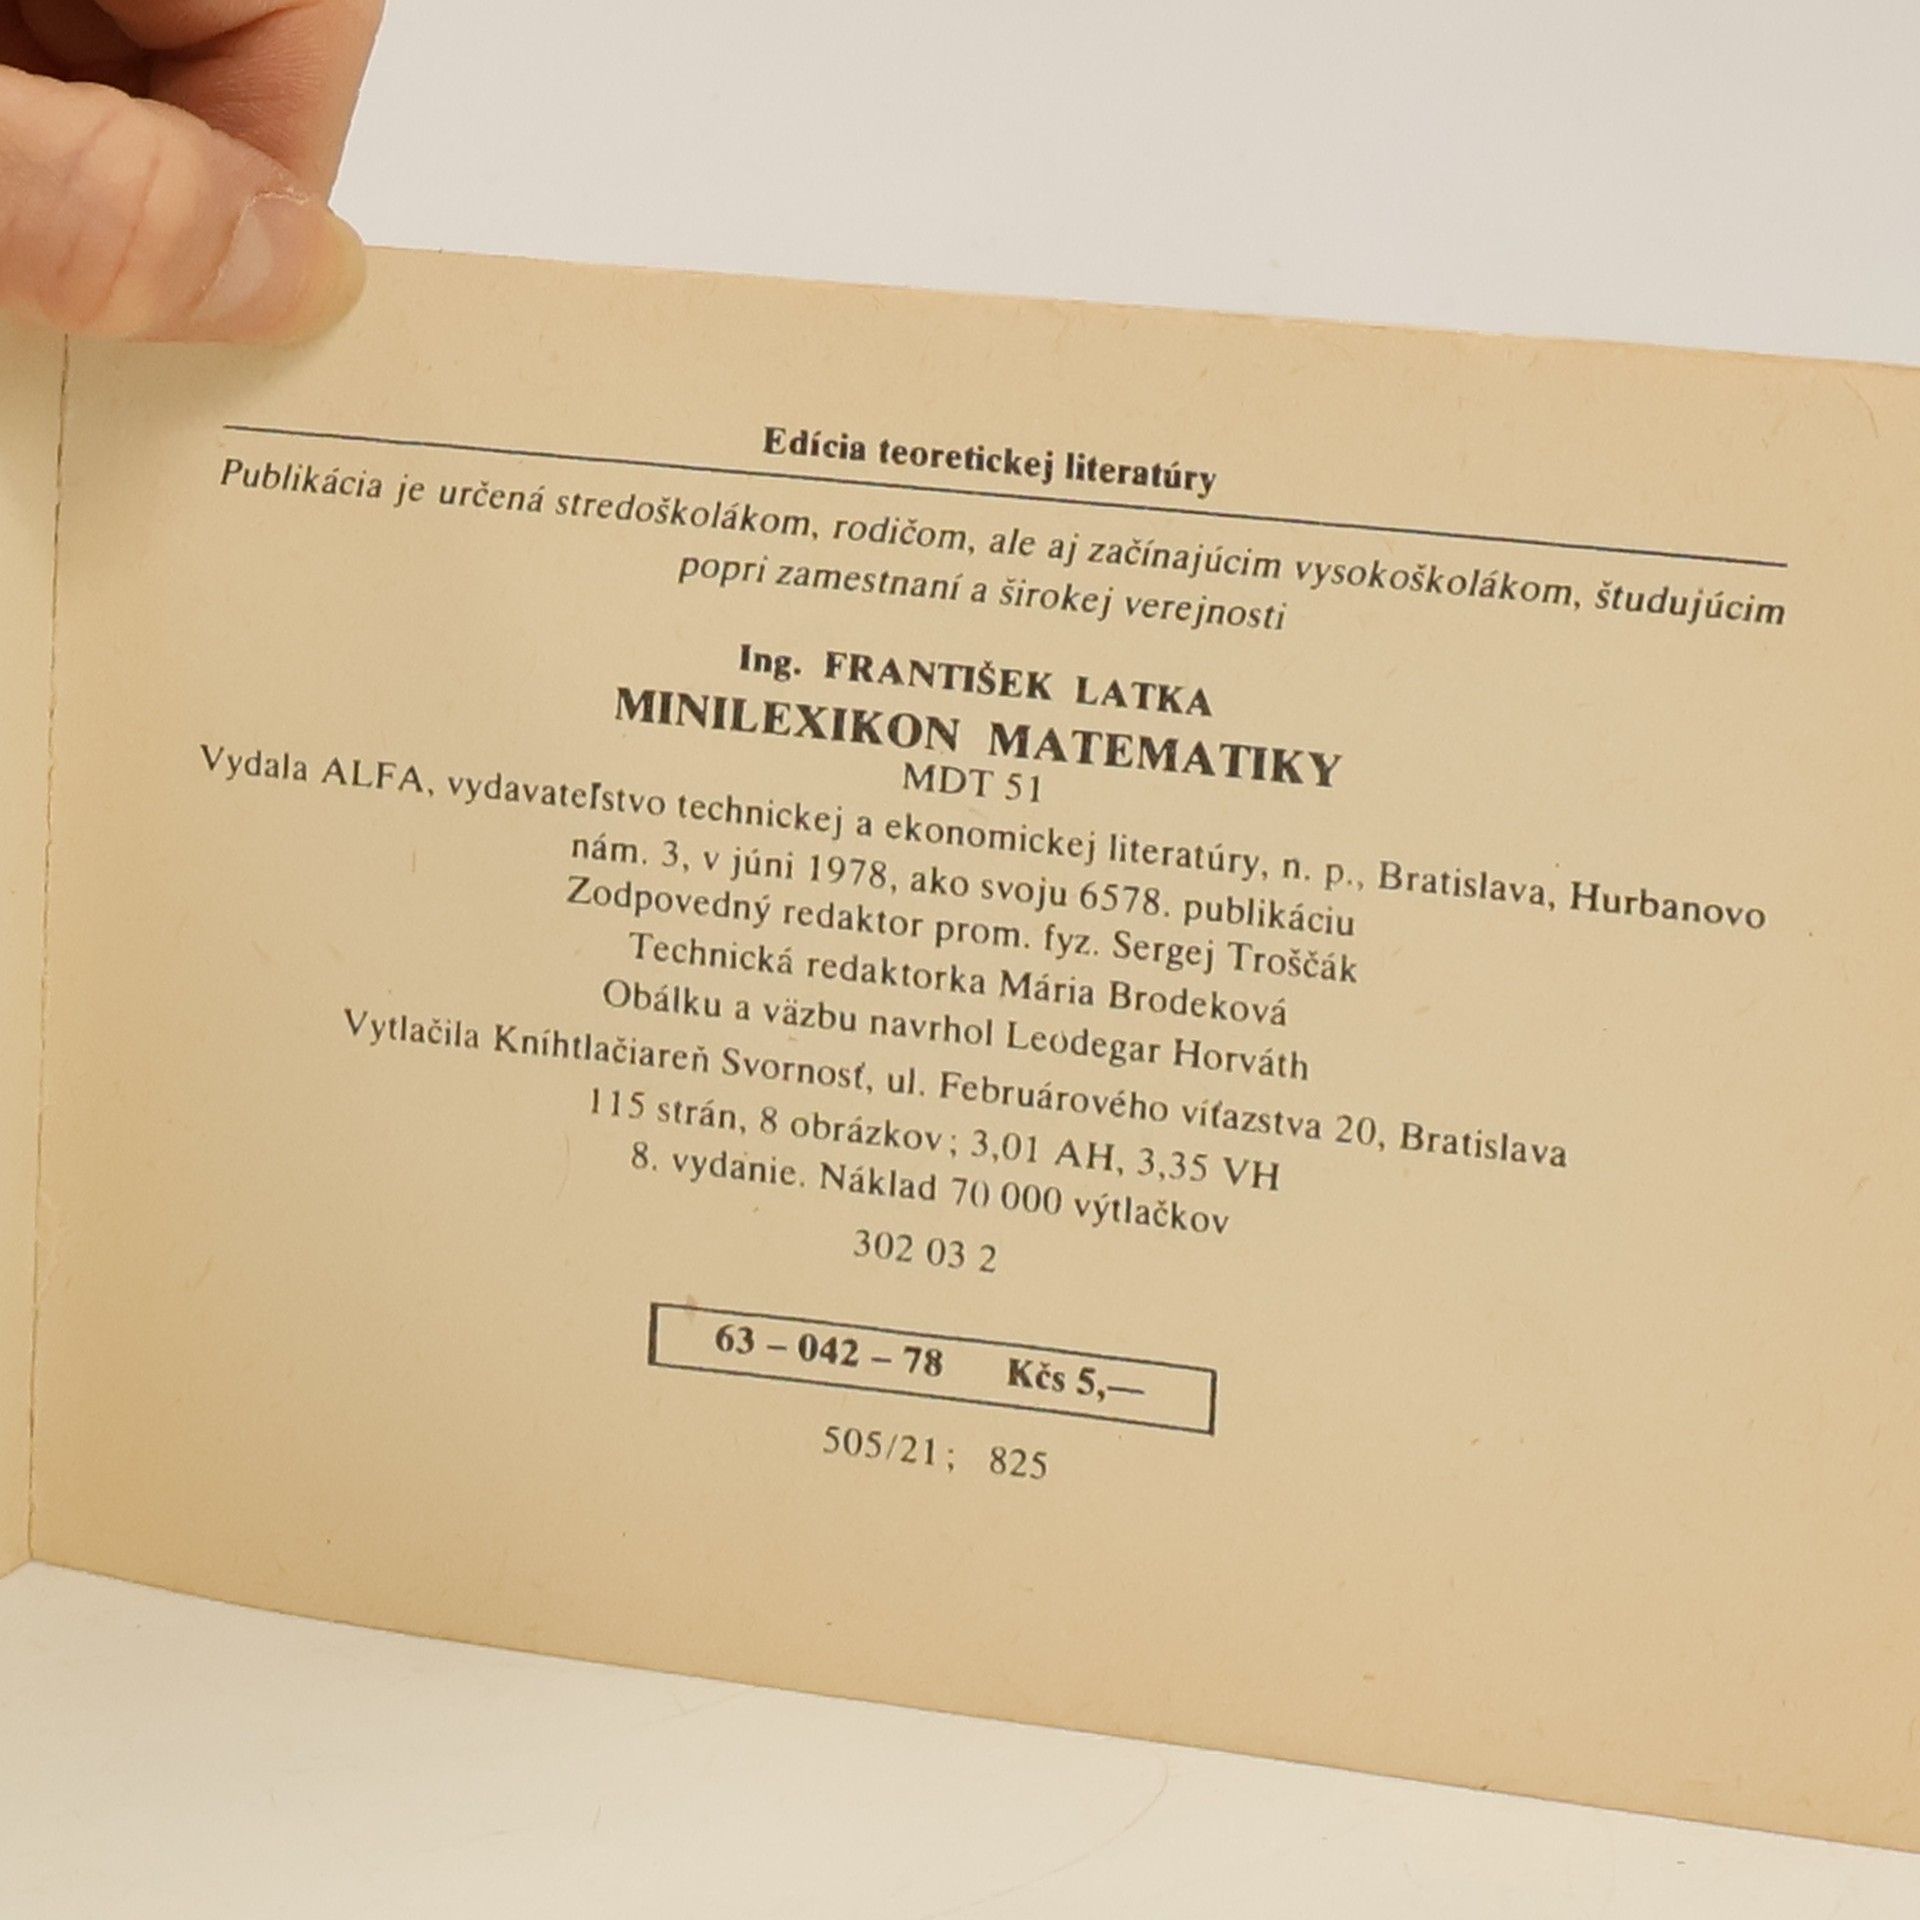 Edícia teoretickej literatúry
Publikácia je určená stredoškolákom, rodičom, ale aj začínajúcim vysokoškolákom, študujúcim
popri zamestnaní a širokej verejnosti
Ing. FRANTIŠEK LATKA
MINILEXIKON MATEMATIKY
MDT 51
Vydala ALFA, vydavateľstvo technickej a ekonomickej literatúry, n. p., Bratislava, Hurbanovo
nám. 3, v júni 1978, ako svoju 6578. publikáciu
Zodpovedný redaktor prom. fyz. Sergej Troščák
Technická redaktorka Mária Brodeková
Obálku a väzbu navrhol Leodegar Horváth
Vytlačila Kníhtlačiareň Svornosť, ul. Februárového víťazstva 20, Bratislava
115 strán, 8 obrázkov; 3,01 AH, 3,35 VH
8. vydanie. Náklad 70 000 výtlačkov
302 03 2
63 – 042 – 78 Kčs 5,—
505/21; 825